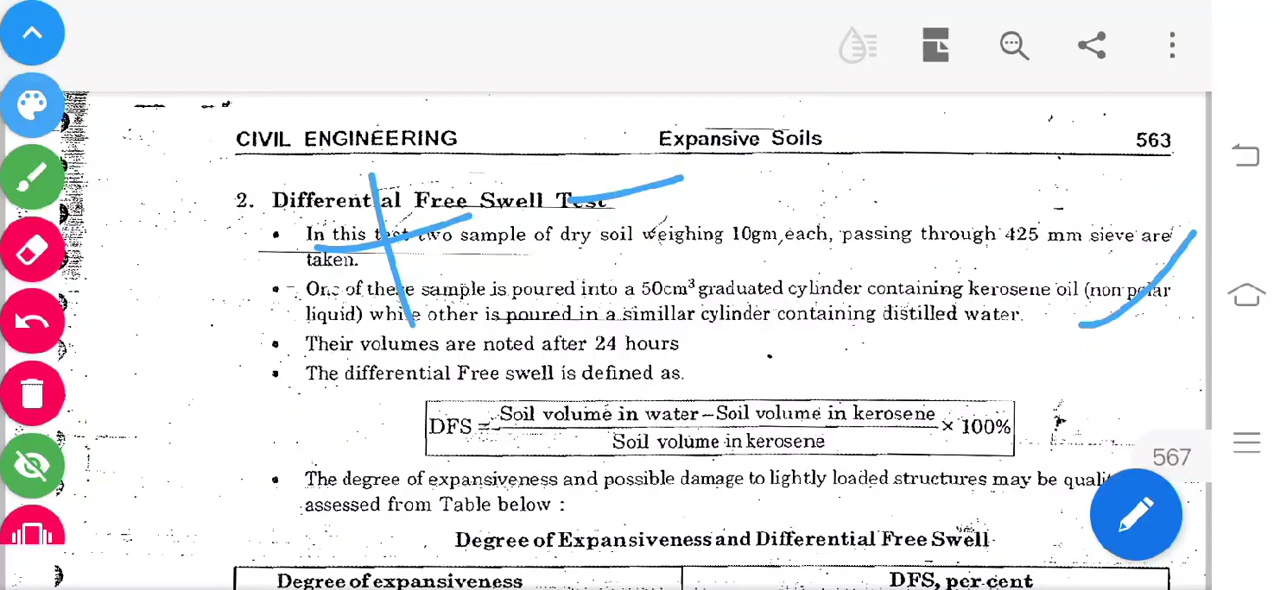 CIVIL ENGINEERING Expansive Soils 563
2. Differential Free Swell Test
• In this test two sample of dry soil weighing 10gm, each, passing through 425 mm sieve are
taken.
• One of these sample is poured into a 50cm³ graduated cylinder containing kerosene oil (non polar
liquid) while other is poured in a simillar cylinder containing distilled water.
• Their volumes are noted after 24 hours
• The differential Free swell is defined as.
DFS = Soil volume in water – Soil volume in kerosene / Soil volume in kerosene × 100%
567
• The degree of expansiveness and possible damage to lightly loaded structures may be
assessed from Table below :
Degree of Expansiveness and Differential Free Swell
Degree of expansiveness DFS, per cent